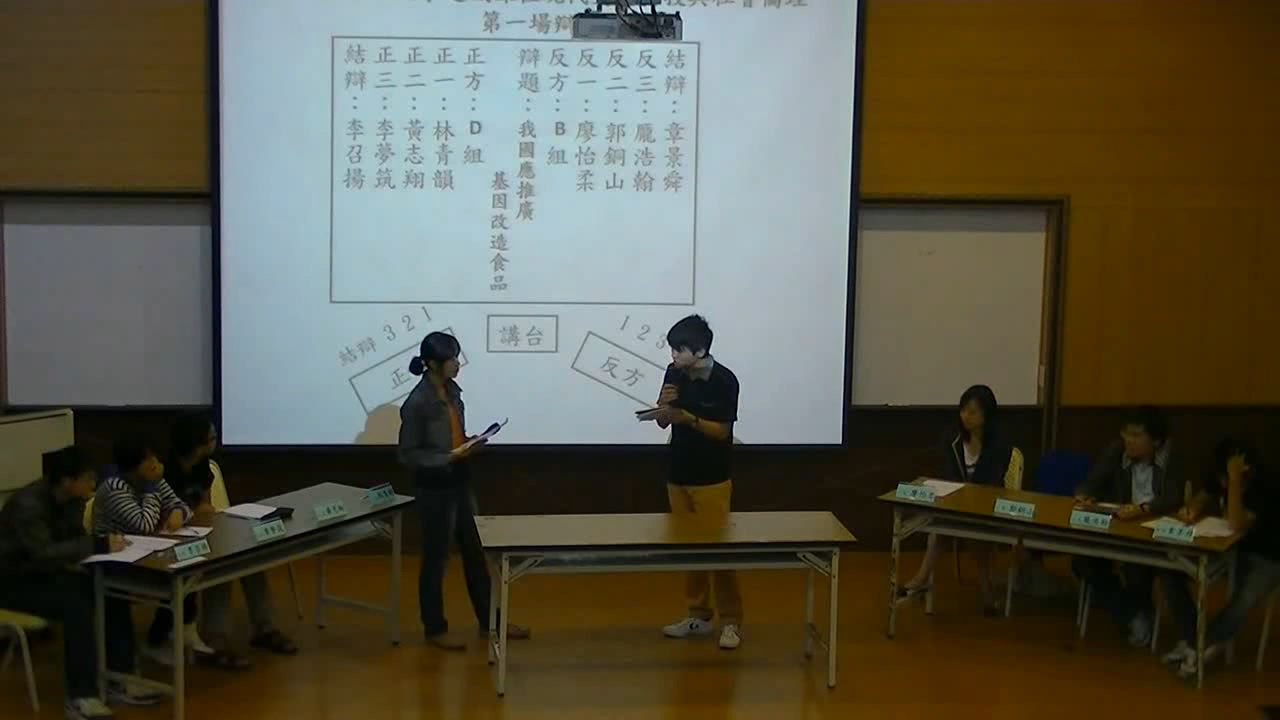 第一場辯
結辯：章景舜
反三：龐浩翰
反二：郭銅山
反一：廖怡柔
反方：B組
辯題：我國應推廣
基因改造食品
正方：D組
正一：林青韻
正二：黃志翔
正三：李夢筑
結辯：李召揚
結辯 3 2 1
正
講台
1 2 3
反方